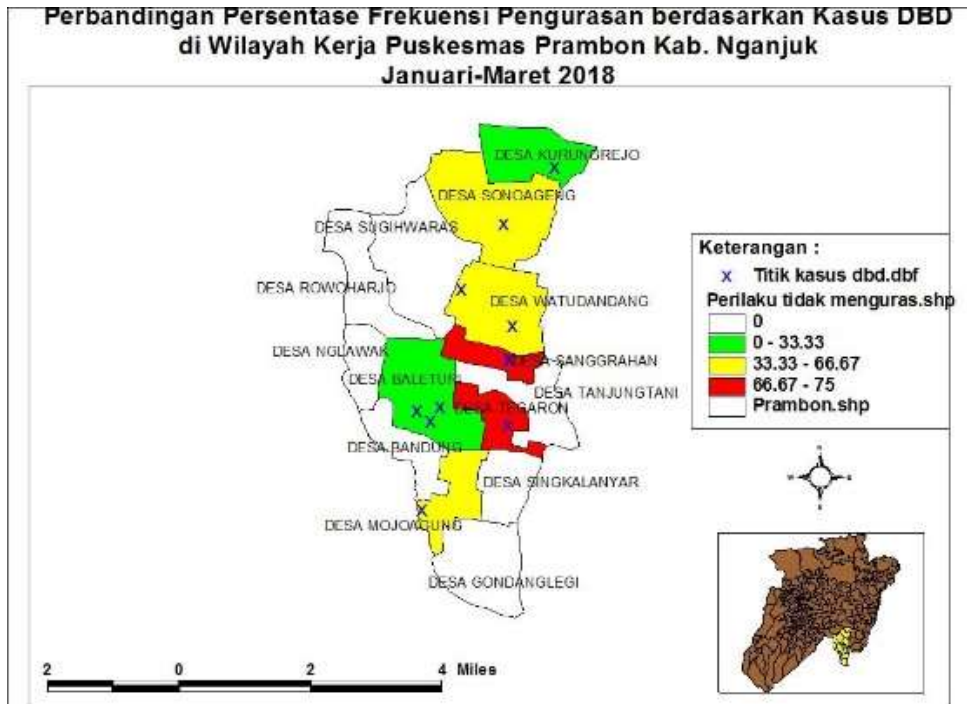 Perbandingan Persentase Frekuensi Pengurasan berdasarkan Kasus DBD
di Wilayah Kerja Puskesmas Prambon Kab. Nganjuk
Januari-Maret 2018
DESA KURUNGREJO
DESA SONOAGENG
DESA SUGIHWARAS
DESA ROWOHARJO
DESA WATUDANDANG
DESA NGLAWAK
DESA SANGGRAHAN
DESA BALETURI
DESA TANJUNGTANI
DESA TEGARON
DESA BANDUNG
DESA SINGKALANYAR
DESA MOJOAGUNG
DESA GONDANGLEGI
Keterangan :
X Titik kasus dbd.dbf
Perilaku tidak menguras.shp
0
0 - 33.33
33.33 - 66.67
66.67 - 75
Prambon.shp
2 0 2 4 Miles